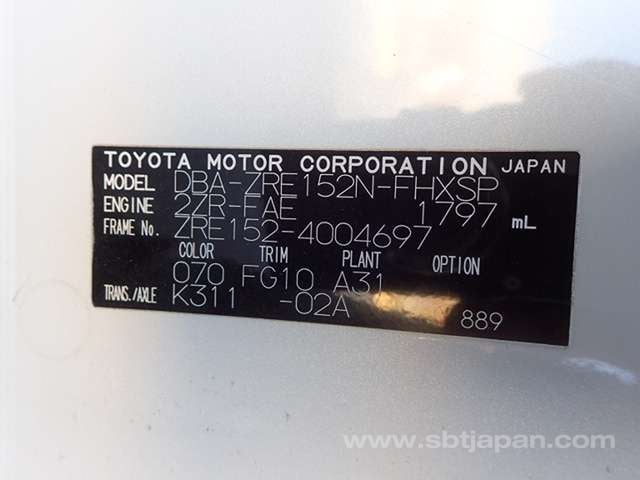 TOYOTA MOTOR CORPORATION JAPAN
MODEL DBA-ZRE152N-FHXSP
ENGINE 2ZR-FAE 1797 mL
FRAME No. ZRE152-4004697
COLOR TRIM PLANT OPTION
070 FG10 A31
TRANS./AXLE K311 -02A
889
www.sbtjapan.com